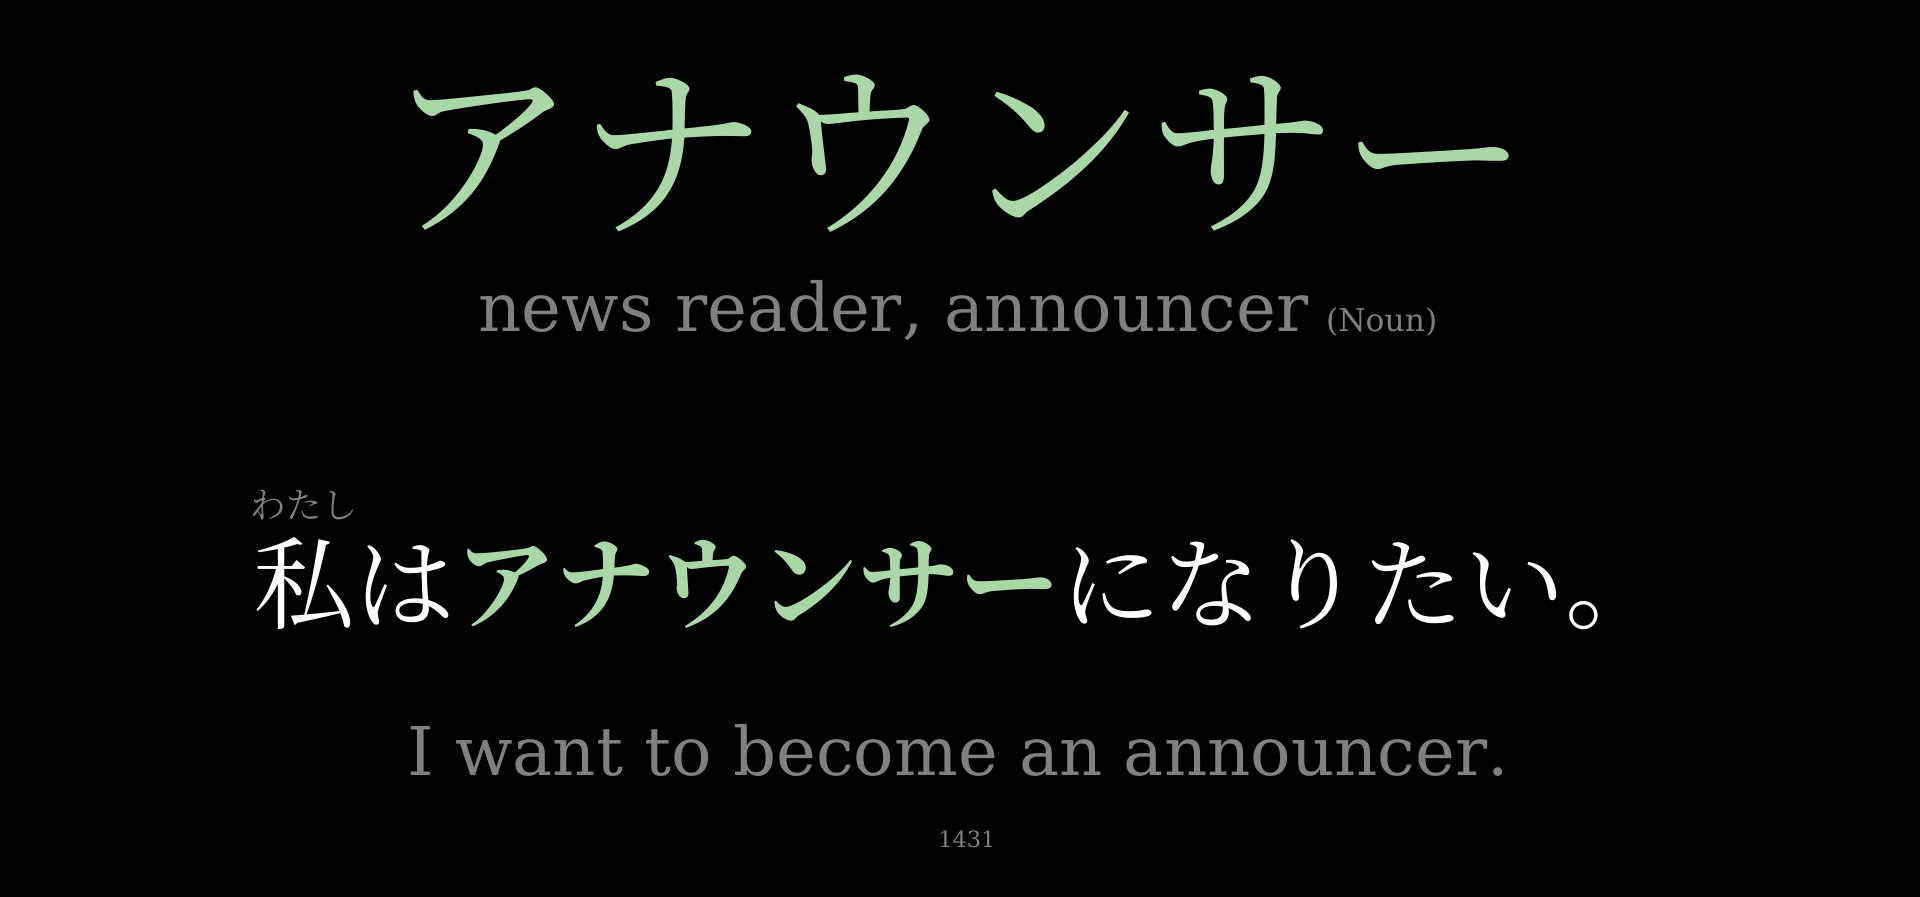 アナウンサー
news reader, announcer (Noun)
わたし
私はアナウンサーになりたい。
I want to become an announcer.
1431